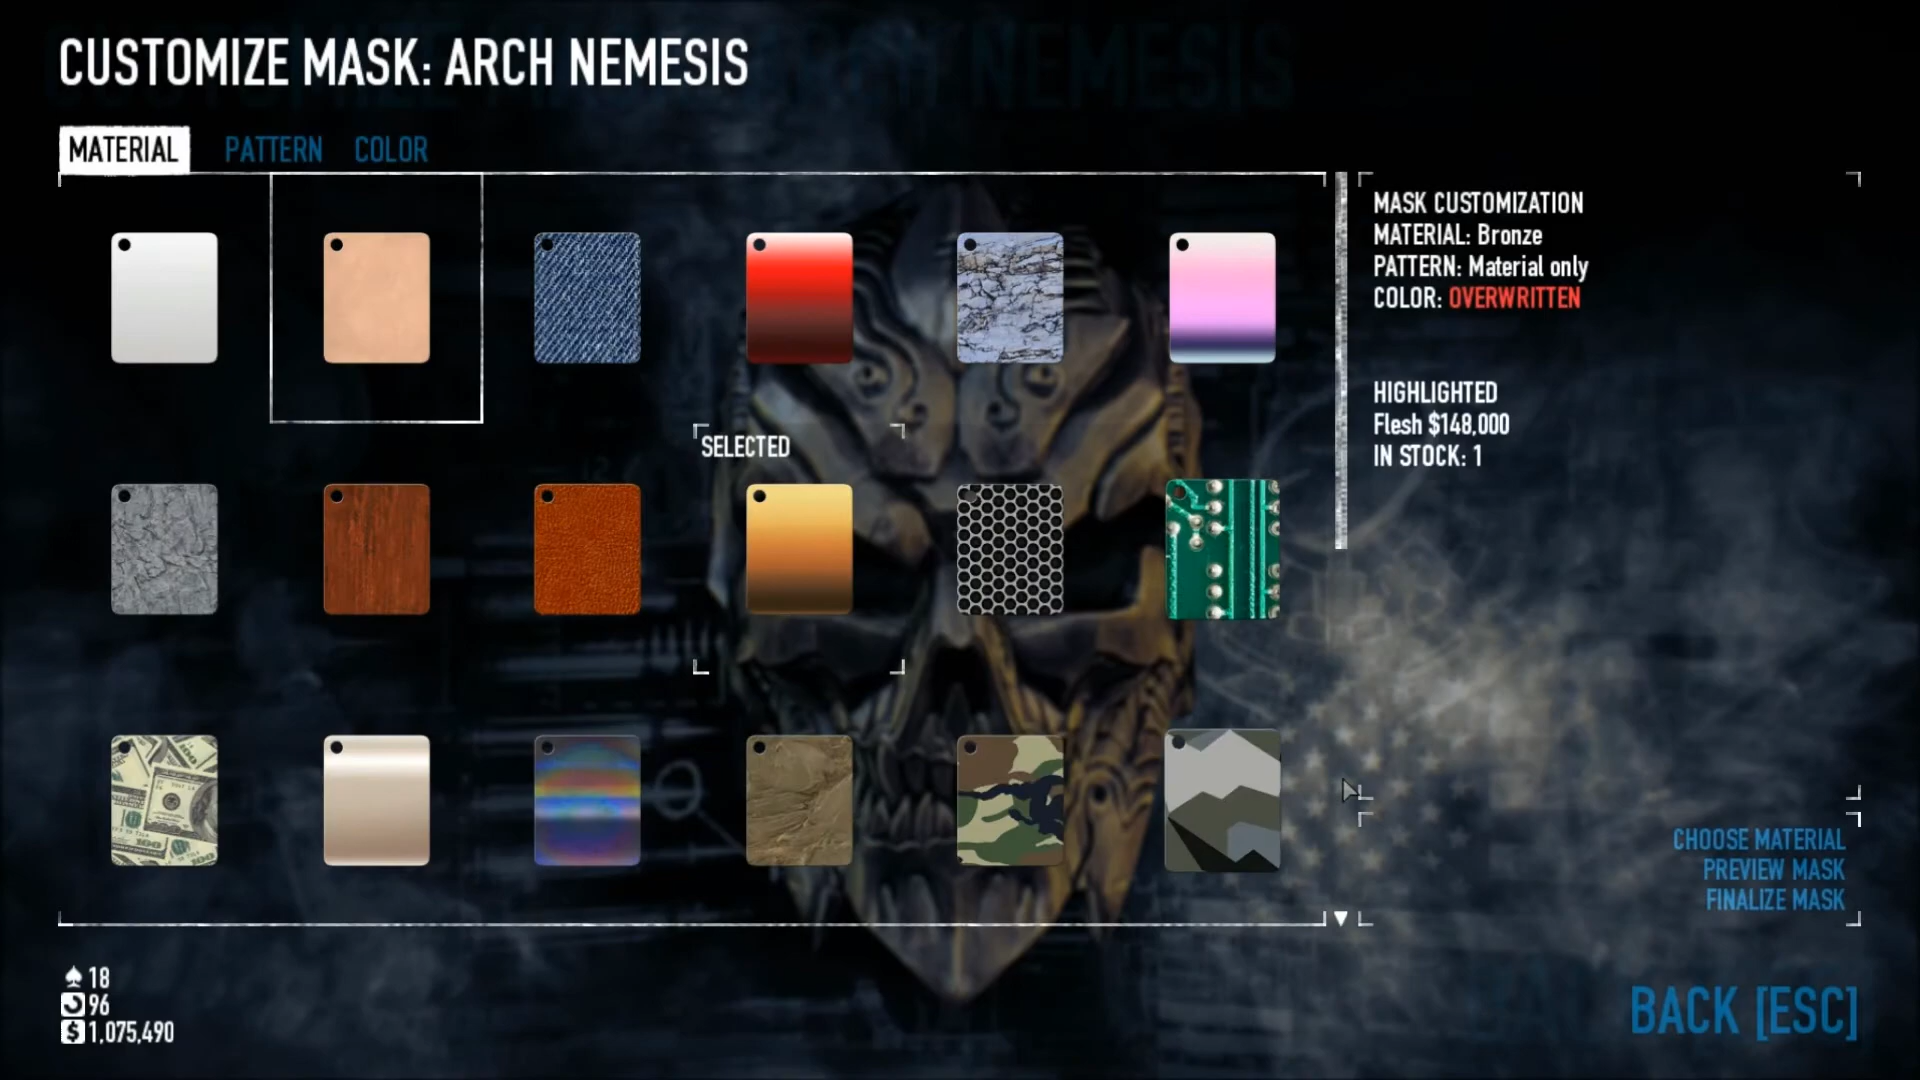 CUSTOMIZE MASK: ARCH NEMESIS
MATERIAL PATTERN COLOR
SELECTED
MASK CUSTOMIZATION
MATERIAL: Bronze
PATTERN: Material only
COLOR: OVERWRITTEN
HIGHLIGHTED
Flesh $148,000
IN STOCK: 1
CHOOSE MATERIAL
PREVIEW MASK
FINALIZE MASK
18
96
$ 1,075,490
BACK [ESC]